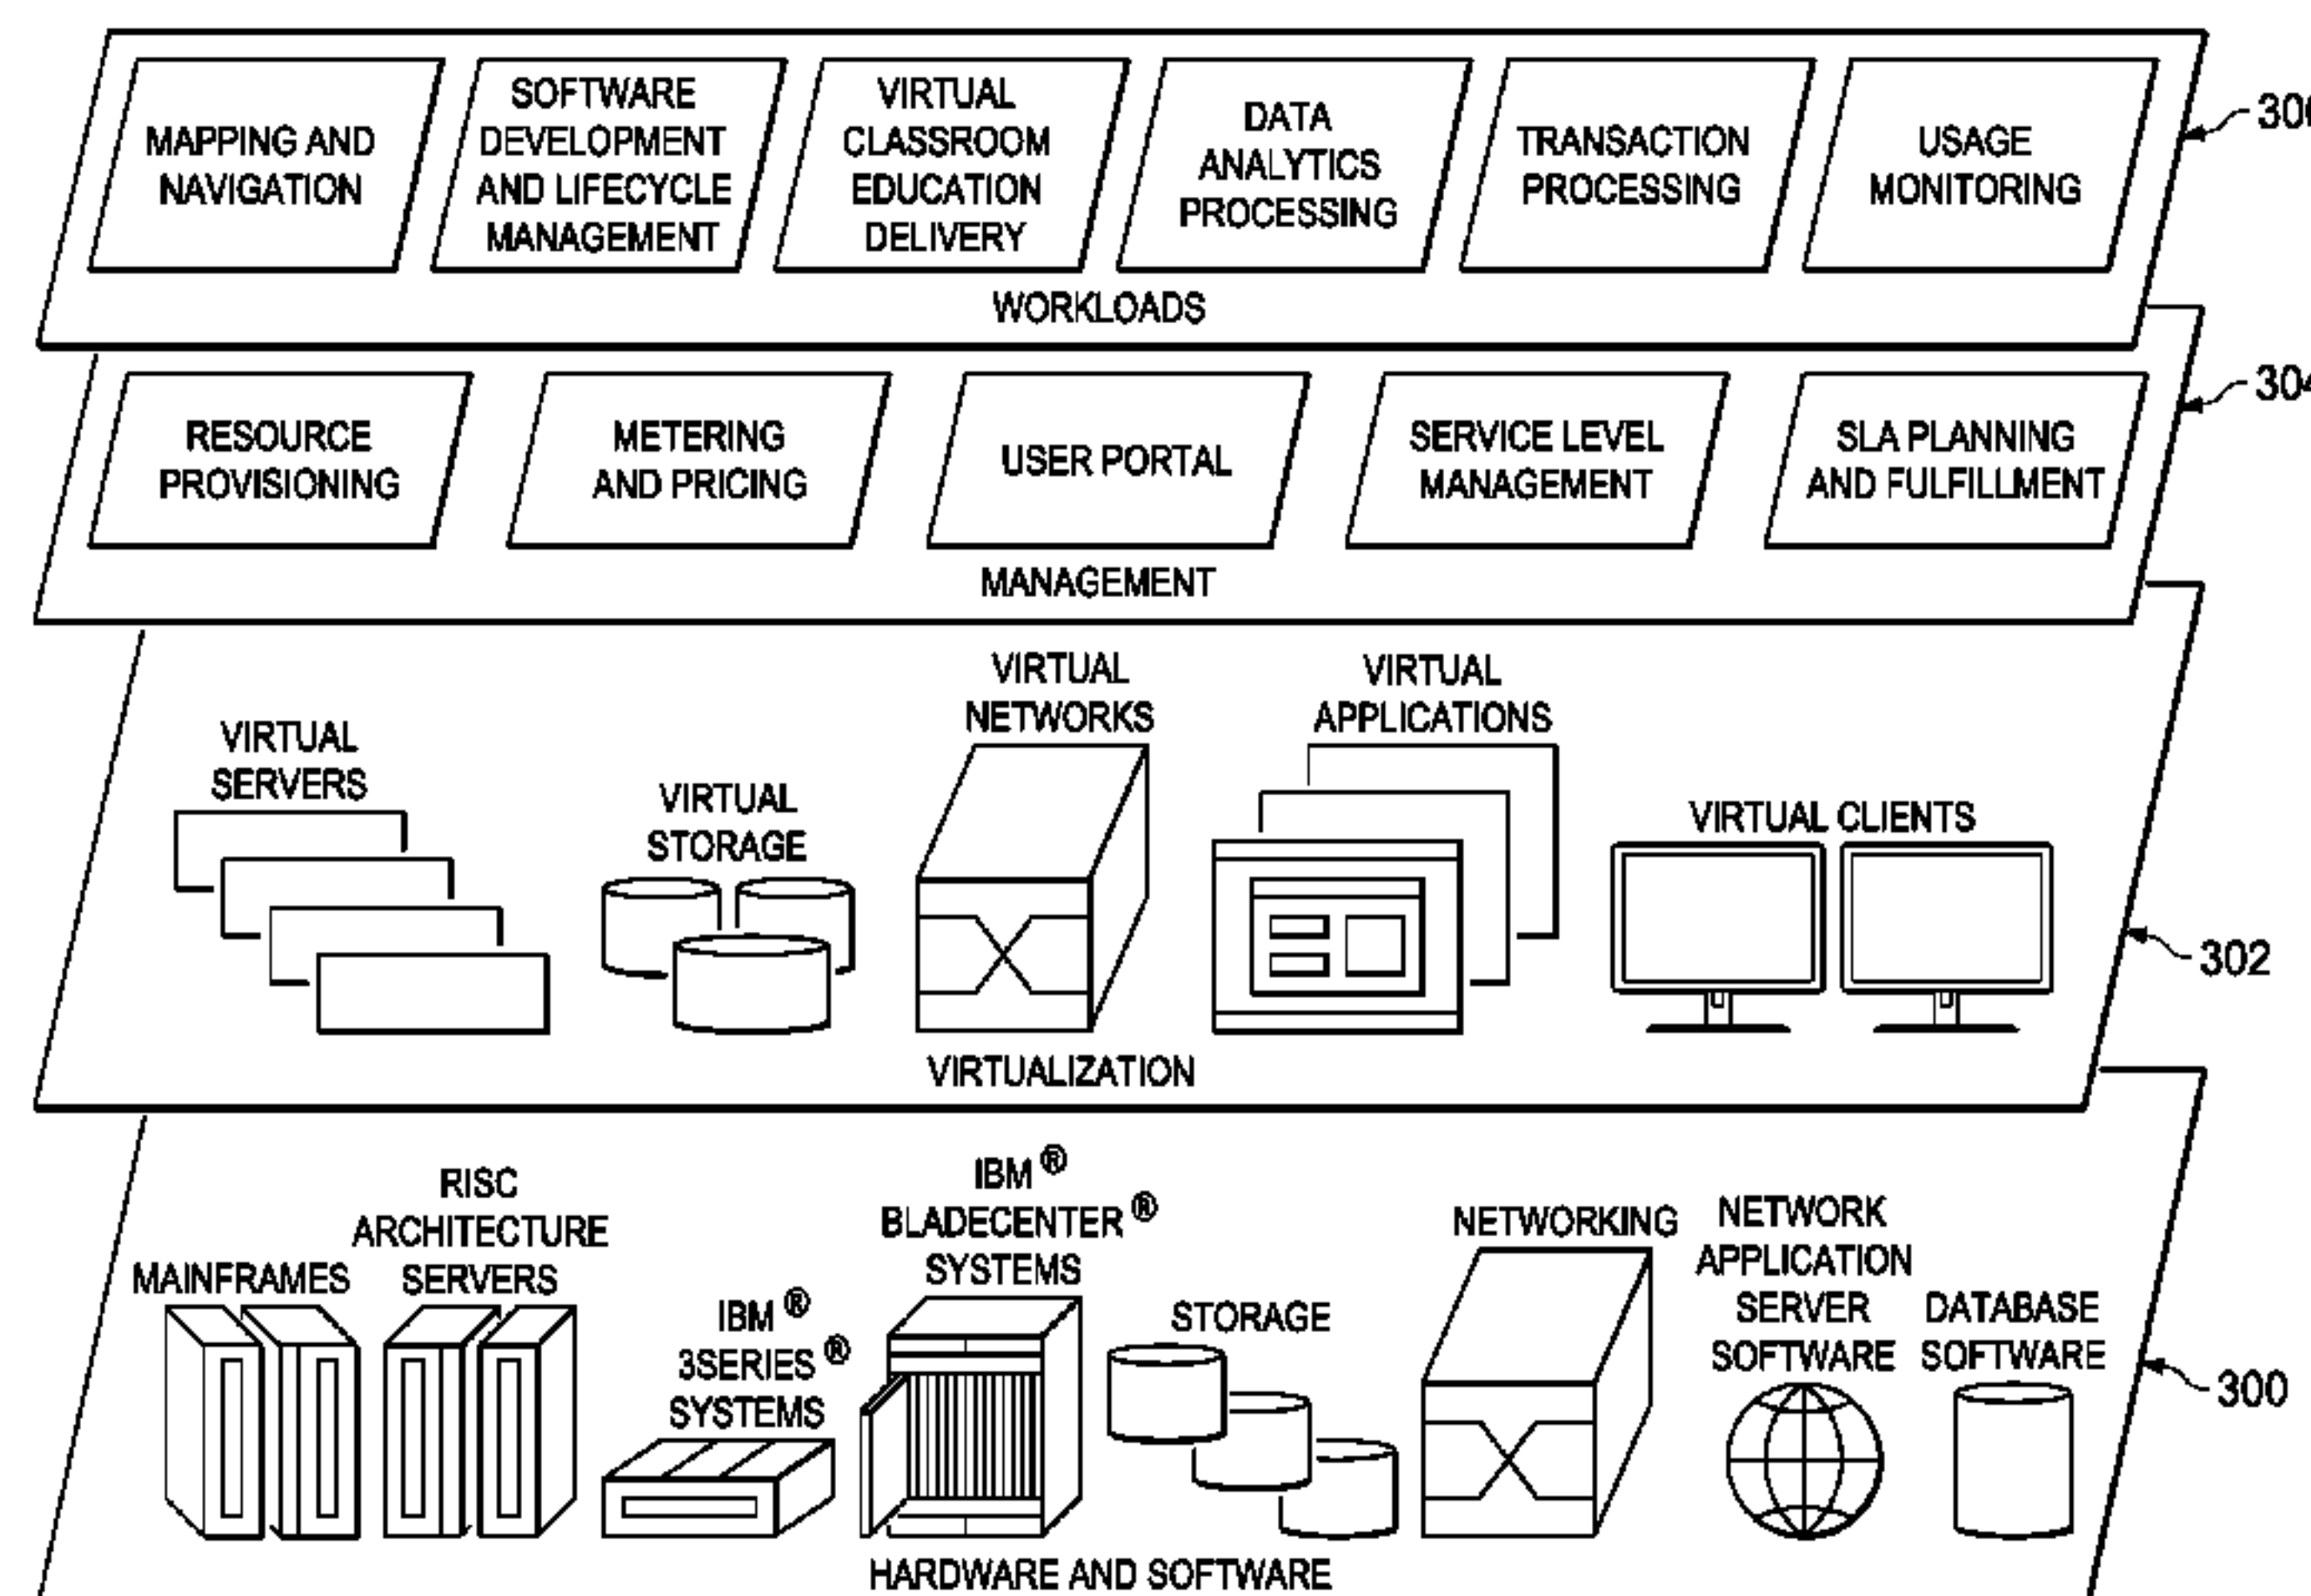 MAPPING AND
NAVIGATION
SOFTWARE
DEVELOPMENT
AND LIFECYCLE
MANAGEMENT
VIRTUAL
CLASSROOM
EDUCATION
DELIVERY
DATA
ANALYTICS
PROCESSING
TRANSACTION
PROCESSING
USAGE
MONITORING
WORKLOADS
RESOURCE
PROVISIONING
METERING
AND PRICING
USER PORTAL
SERVICE LEVEL
MANAGEMENT
SLA PLANNING
AND FULFILLMENT
304
MANAGEMENT
VIRTUAL
SERVERS
VIRTUAL
STORAGE
VIRTUAL
NETWORKS
VIRTUAL
APPLICATIONS
VIRTUAL CLIENTS
302
VIRTUALIZATION
MAINFRAMES
RISC
ARCHITECTURE
SERVERS
IBM ®
3SERIES ®
SYSTEMS
IBM ®
BLADECENTER ®
SYSTEMS
STORAGE
NETWORKING
NETWORK
APPLICATION
SERVER
SOFTWARE
DATABASE
SOFTWARE
300
HARDWARE AND SOFTWARE